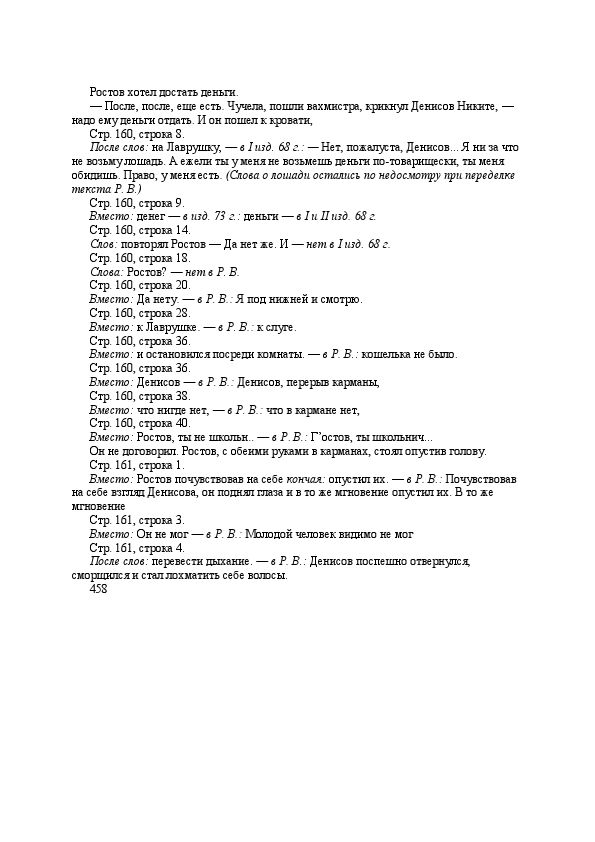 Ростов хотел достать деньги.
— После, после, еще есть. Чучела, пошли вахмистра, крикнул Денисов Никите, —
надо ему деньги отдать. И он пошел к кровати,
Стр. 160, строка 8.
После слов: на Лаврушку, — в I изд. 68 г.: — Нет, пожалуста, Денисов... Я ни за что
не возьму лошадь. А ежели ты у меня не возьмешь деньги по-товарищески, ты меня
обидишь. Право, у меня есть. (Слова о лошади остались по недосмотру при переделке
текста Р. В.)
Стр. 160, строка 9.
Вместо: денег — в изд. 73 г.: деньги — в I и II изд. 68 г.
Стр. 160, строка 14.
Слов: повторял Ростов — Да нет же. И — нет в I изд. 68 г.
Стр. 160, строка 18.
Слова: Ростов? — нет в Р. В.
Стр. 160, строка 20.
Вместо: Да нету. — в Р. В.: Я под нижней и смотрю.
Стр. 160, строка 28.
Вместо: к Лаврушке. — в Р. В.: к слуге.
Стр. 160, строка 36.
Вместо: и остановился посреди комнаты. — в Р. В.: кошелька не было.
Стр. 160, строка 36.
Вместо: Денисов — в Р. В.: Денисов, перерыв карманы,
Стр. 160, строка 38.
Вместо: что нигде нет, — в Р. В.: что в кармане нет,
Стр. 160, строка 40.
Вместо: Ростов, ты не школьн.. — в Р. В.: Г’остов, ты школьнич...
Он не договорил. Ростов, с обеими руками в карманах, стоял опустив голову.
Стр. 161, строка 1.
Вместо: Ростов почувствовав на себе кончая: опустил их. — в Р. В.: Почувствовав
на себе взгляд Денисова, он поднял глаза и в то же мгновение опустил их. В то же
мгновение
Стр. 161, строка 3.
Вместо: Он не мог — в Р. В.: Молодой человек видимо не мог
Стр. 161, строка 4.
После слов: перевести дыхание. — в Р. В.: Денисов поспешно отвернулся,
сморщился и стал лохматить себе волосы.
458